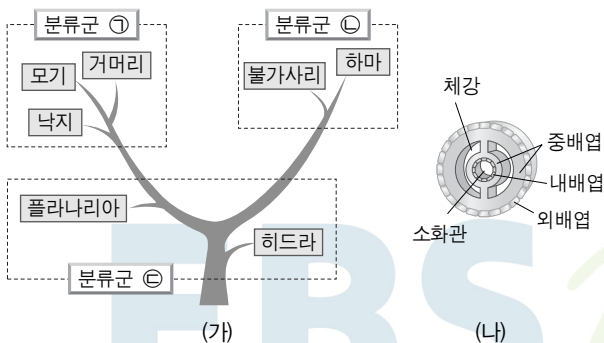 분류군 ㉠
분류군 ㉡
모기
거머리
낙지
불가사리
하마
플라나리아
히드라
분류군 ㉢
(가)
체강
중배엽
내배엽
외배엽
소화관
(나)
EBS